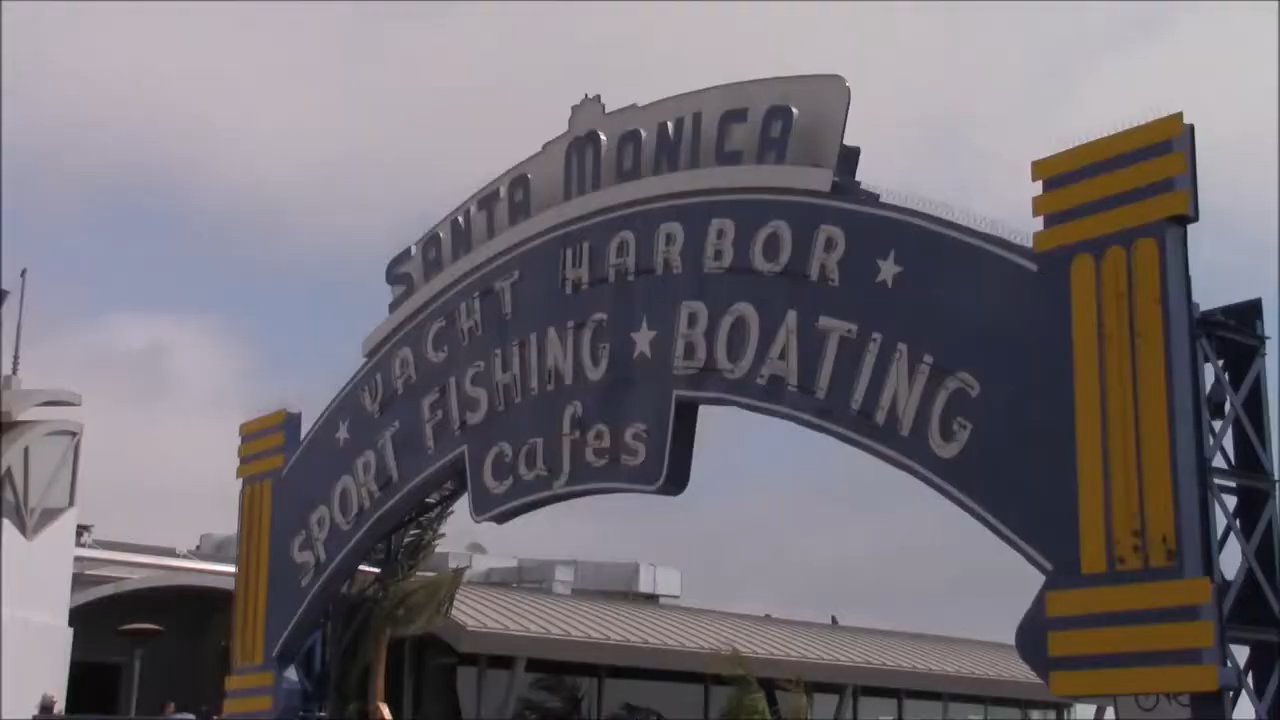 SANTA MONICA
★ YACHT HARBOR ★
SPORT FISHING ★ BOATING
Cafes